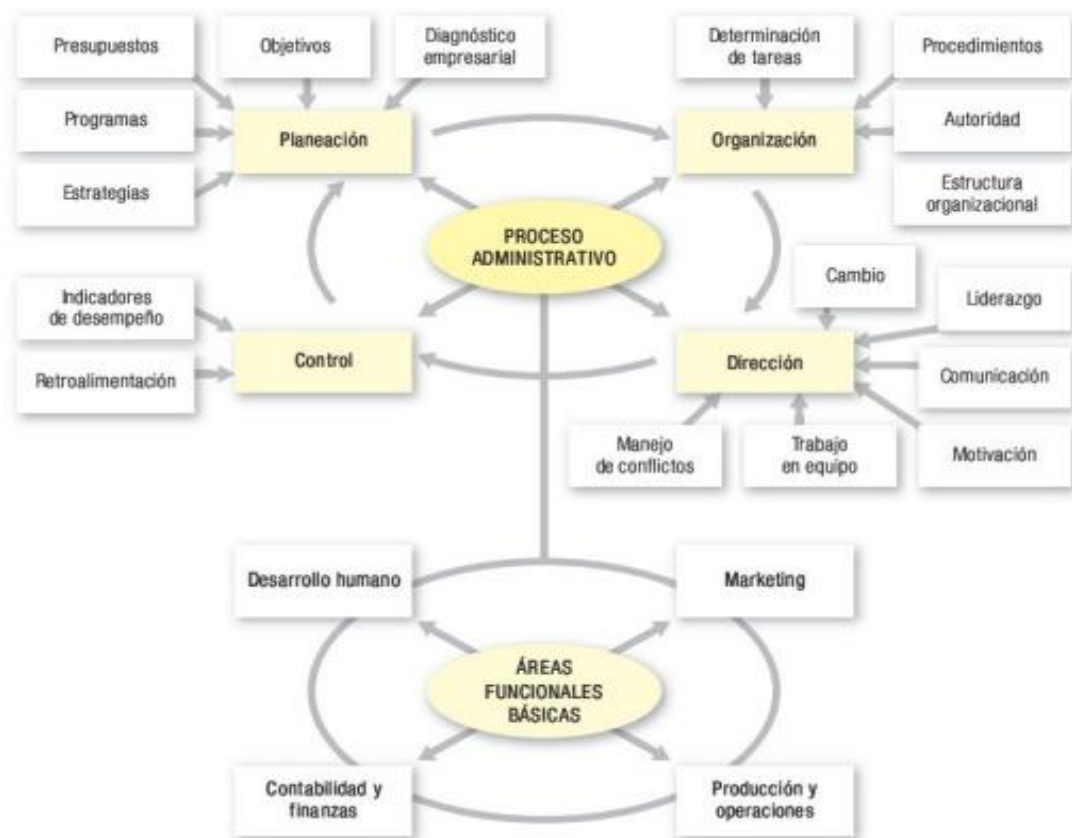 Presupuestos
Objetivos
Diagnóstico
empresarial
Determinación
de tareas
Procedimientos
Programas
Planeación
Organización
Autoridad
Estrategias
Estructura
organizacional
PROCESO
ADMINISTRATIVO
Cambio
Liderazgo
Indicadores
de desempeño
Control
Dirección
Retroalimentación
Comunicación
Manejo
de conflictos
Trabajo
en equipo
Motivación
Desarrollo humano
Marketing
ÁREAS
FUNCIONALES
BÁSICAS
Contabilidad y
finanzas
Producción y
operaciones